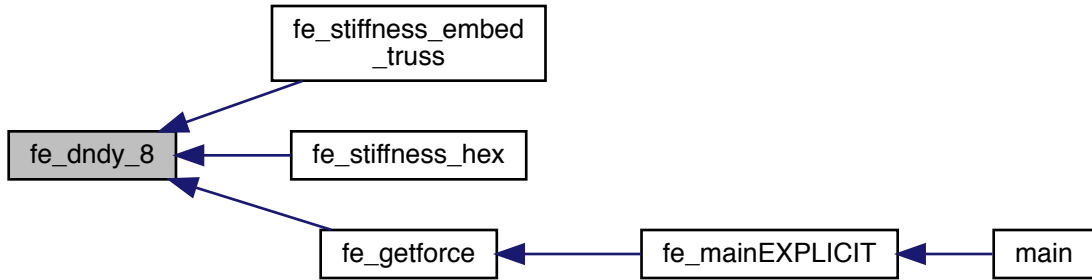 fe_stiffness_embed
_truss
fe_dndy_8
fe_stiffness_hex
fe_getforce
fe_mainEXPLICIT
main